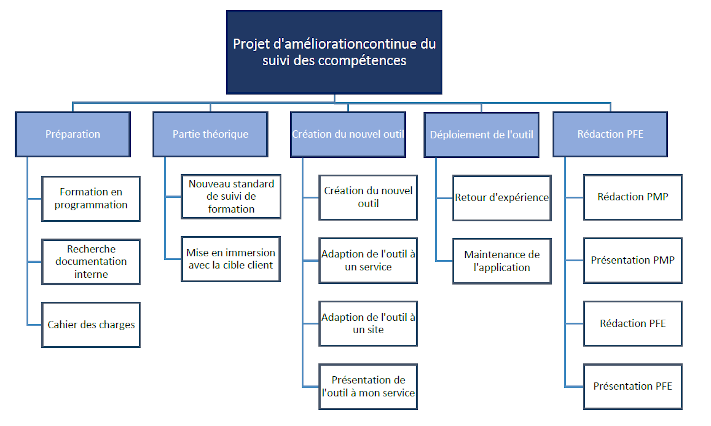 Projet d'améliorationcontinue du
suivi des ccompétences
Préparation
Partie théorique
Création du nouvel outil
Déploiement de l'outil
Rédaction PFE
Formation en
programmation
Recherche
documentation
interne
Cahier des charges
Nouveau standard
de suivi de
formation
Mise en immersion
avec la cible client
Création du nouvel
outil
Adaption de l'outil à
un service
Adaption de l'outil à
un site
Présentation de
l'outil à mon service
Retour d'expérience
Maintenance de
l'application
Rédaction PMP
Présentation PMP
Rédaction PFE
Présentation PFE